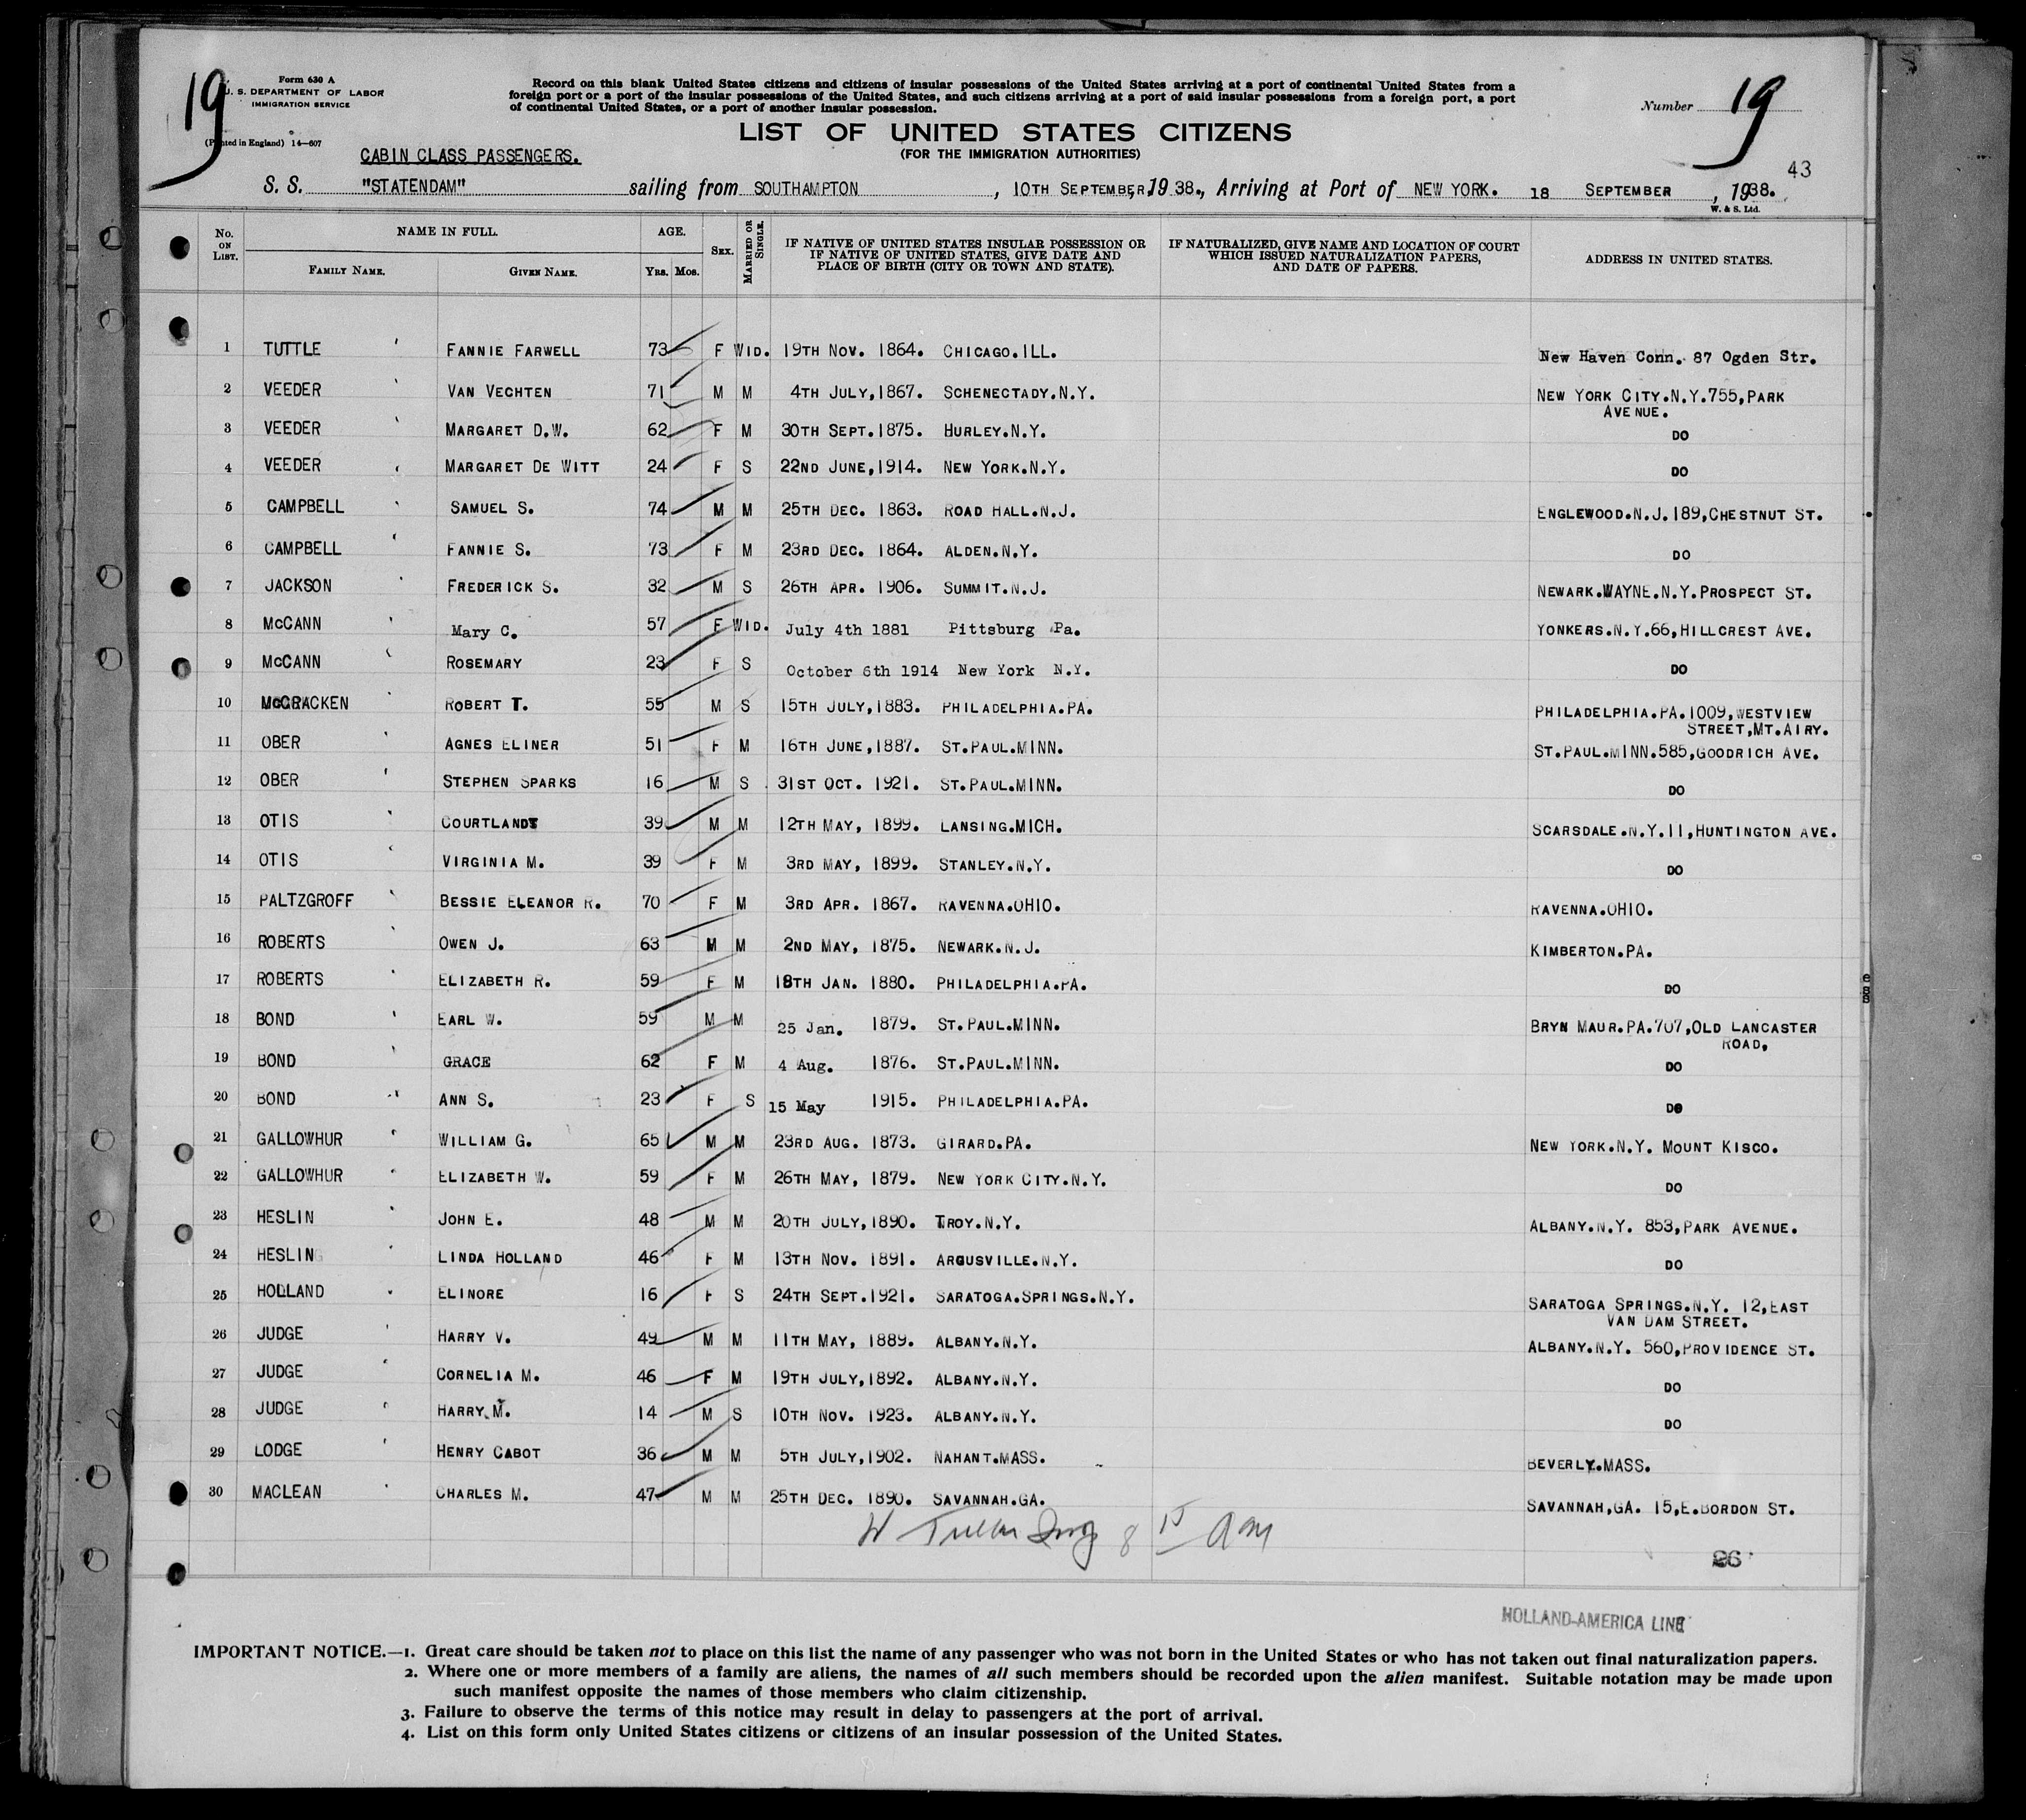 19
Form 630 A
U. S. DEPARTMENT OF LABOR
IMMIGRATION SERVICE
(Printed in England) 14—607
Record on this blank United States citizens and citizens of insular possessions of the United States arriving at a port of continental United States from a
foreign port or a port of the insular possessions of the United States, and such citizens arriving at a port of said insular possessions from a foreign port, a port
of continental United States, or a port of another insular possession.
Number 19
LIST OF UNITED STATES CITIZENS
(FOR THE IMMIGRATION AUTHORITIES)
CABIN CLASS PASSENGERS.
43
S. S. "STATENDAM" sailing from SOUTHAMPTON, 10TH SEPTEMBER, 1938., Arriving at Port of NEW YORK. 18 SEPTEMBER, 1938.
W. & S. Ltd.
No. ON LIST. NAME IN FULL. FAMILY NAME. GIVEN NAME. AGE. YRS. MOS. SEX. MARRIED OR SINGLE. IF NATIVE OF UNITED STATES INSULAR POSSESSION OR IF NATIVE OF UNITED STATES, GIVE DATE AND PLACE OF BIRTH (CITY OR TOWN AND STATE). IF NATURALIZED, GIVE NAME AND LOCATION OF COURT WHICH ISSUED NATURALIZATION PAPERS, AND DATE OF PAPERS. ADDRESS IN UNITED STATES.
1 TUTTLE FANNIE FARWELL 73 F WID. 19TH NOV. 1864. CHICAGO.ILL. New Haven Conn. 87 Ogden Str.
2 VEEDER VAN VECHTEN 71 M M 4TH JULY,1867. SCHENECTADY.N.Y. NEW YORK CITY.N.Y.755,PARK
AVENUE.
3 VEEDER MARGARET D.W. 62 F M 30TH SEPT.1875. HURLEY.N.Y. DO
4 VEEDER MARGARET DE WITT 24 F S 22ND JUNE,1914. NEW YORK.N.Y. DO
5 CAMPBELL SAMUEL S. 74 M M 25TH DEC. 1863. ROAD HALL.N.J. ENGLEWOOD.N.J.189,CHESTNUT ST.
6 CAMPBELL FANNIE S. 73 F M 23RD DEC. 1864. ALDEN.N.Y. DO
7 JACKSON FREDERICK S. 32 M S 26TH APR. 1906. SUMMIT.N.J. NEWARK.WAYNE.N.Y.PROSPECT ST.
8 McCANN Mary C. 57 F WID. July 4th 1881 Pittsburg Pa. YONKERS.N.Y.66,HILLCREST AVE.
9 McCANN ROSEMARY 23 F S October 6th 1914 New York N.Y. DO
10 McCRACKEN ROBERT T. 55 M S 15TH JULY,1883. PHILADELPHIA.PA. PHILADELPHIA.PA.1009,WESTVIEW
STREET,MT.AIRY.
11 OBER AGNES ELINER 51 F M 16TH JUNE,1887. ST.PAUL.MINN. ST.PAUL.MINN.585,GOODRICH AVE.
12 OBER STEPHEN SPARKS 16 M S 31ST OCT. 1921. ST.PAUL.MINN. DO
13 OTIS COURTLANDT 39 M M 12TH MAY, 1899. LANSING.MICH. SCARSDALE.N.Y.11,HUNTINGTON AVE.
14 OTIS VIRGINIA M. 39 F M 3RD MAY, 1899. STANLEY.N.Y. DO
15 PALTZGROFF BESSIE ELEANOR R. 70 F M 3RD APR. 1867. RAVENNA.OHIO. RAVENNA.OHIO.
16 ROBERTS OWEN J. 63 M M 2ND MAY, 1875. NEWARK.N.J. KIMBERTON.PA.
17 ROBERTS ELIZABETH R. 59 F M 18TH JAN. 1880. PHILADELPHIA.PA. DO
18 BOND EARL W. 59 M M 25 Jan. 1879. ST.PAUL.MINN. BRYN MAUR.PA.707,OLD LANCASTER
ROAD,
19 BOND GRACE 62 F M 4 Aug. 1876. ST.PAUL.MINN. DO
20 BOND ANN S. 23 F S 15 May 1915. PHILADELPHIA.PA. DO
21 GALLOWHUR WILLIAM G. 65 M M 23RD AUG. 1873. GIRARD.PA. NEW YORK.N.Y. MOUNT KISCO.
22 GALLOWHUR ELIZABETH W. 59 F M 26TH MAY, 1879. NEW YORK CITY.N.Y. DO
23 HESLIN JOHN E. 48 M M 20TH JULY,1890. TROY.N.Y. ALBANY.N.Y. 853,PARK AVENUE.
24 HESLING LINDA HOLLAND 46 F M 13TH NOV. 1891. ARGUSVILLE.N.Y. DO
25 HOLLAND ELINORE 16 F S 24TH SEPT.1921. SARATOGA.SPRINGS.N.Y. SARATOGA SPRINGS.N.Y. 12,EAST
VAN DAM STREET.
26 JUDGE HARRY V. 49 M M 11TH MAY, 1889. ALBANY.N.Y. ALBANY.N.Y. 560,PROVIDENCE ST.
27 JUDGE CORNELIA M. 46 F M 19TH JULY,1892. ALBANY.N.Y. DO
28 JUDGE HARRY M. 14 M S 10TH NOV. 1923. ALBANY.N.Y. DO
29 LODGE HENRY CABOT 36 M M 5TH JULY,1902. NAHANT.MASS. BEVERLY.MASS.
30 MACLEAN CHARLES M. 47 M M 25TH DEC. 1890. SAVANNAH.GA. SAVANNAH,GA. 15,E.BORDON ST.
8 15 am
26
HOLLAND-AMERICA LINE
IMPORTANT NOTICE.—1. Great care should be taken not to place on this list the name of any passenger who was not born in the United States or who has not taken out final naturalization papers.
2. Where one or more members of a family are aliens, the names of all such members should be recorded upon the alien manifest. Suitable notation may be made upon
such manifest opposite the names of those members who claim citizenship.
3. Failure to observe the terms of this notice may result in delay to passengers at the port of arrival.
4. List on this form only United States citizens or citizens of an insular possession of the United States.